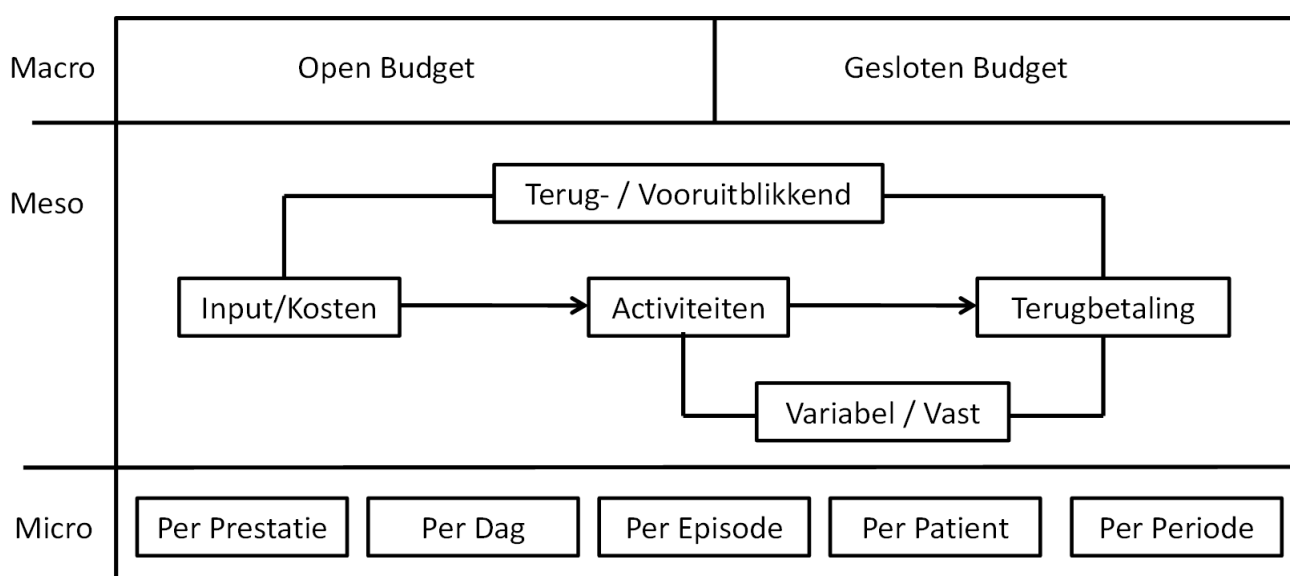 Macro
Open Budget
Gesloten Budget
Meso
Terug- / Vooruitblikkend
Input/Kosten
Activiteiten
Terugbetaling
Variabel / Vast
Micro
Per Prestatie
Per Dag
Per Episode
Per Patient
Per Periode